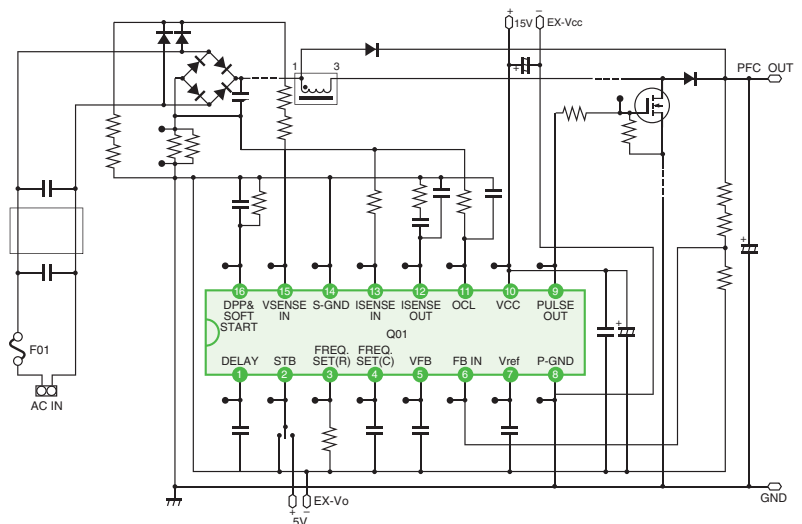 + −
15V EX-Vcc
1 3
PFC OUT
16 15 14 13 12 11 10 9
DPP& SOFT START
VSENSE IN
S-GND
ISENSE IN
ISENSE OUT
OCL
VCC
PULSE OUT
Q01
DELAY
STB
FREQ. SET(R)
FREQ. SET(C)
VFB
FB IN
Vref
P-GND
1 2 3 4 5 6 7 8
F01
AC IN
EX-Vo
+ −
5V
GND
+
+
+